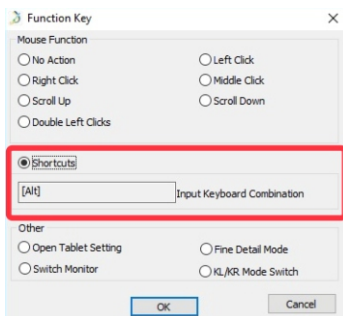 Function Key
Mouse Function
No Action
Left Click
Right Click
Middle Click
Scroll Up
Scroll Down
Double Left Clicks
Shortcuts
[Alt]
Input Keyboard Combination
Other
Open Tablet Setting
Fine Detail Mode
Switch Monitor
KL/KR Mode Switch
OK
Cancel